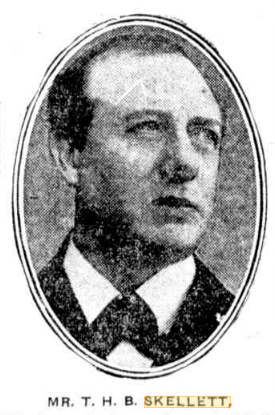 MR. T. H. B. SKELLETT.